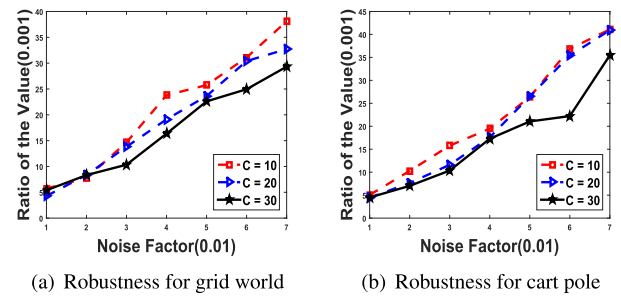 40
35
30
25
20
15
10
5
0
Ratio of the Value(0.001)
C = 10
C = 20
C = 30
1 2 3 4 5 6 7
Noise Factor(0.01)
(a) Robustness for grid world
45
40
35
30
25
20
15
10
5
0
Ratio of the Value(0.001)
C = 10
C = 20
C = 30
1 2 3 4 5 6 7
Noise Factor(0.01)
(b) Robustness for cart pole